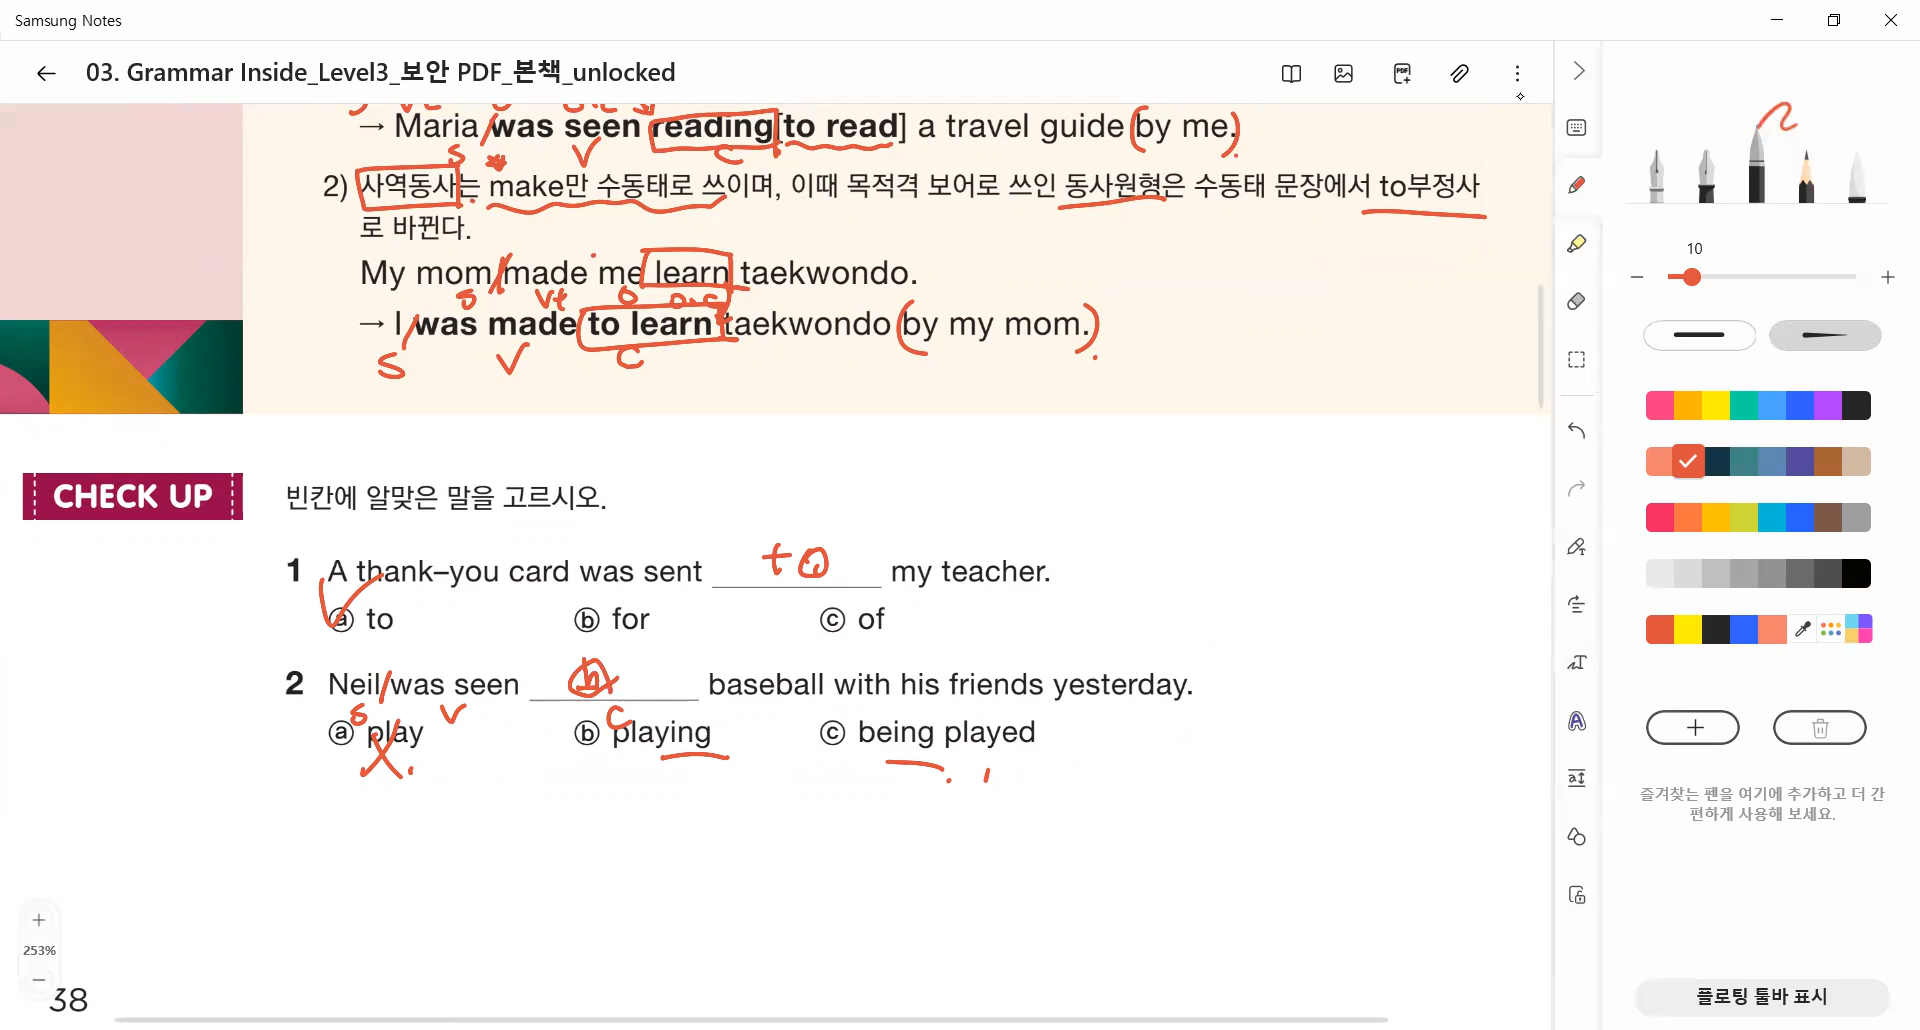 Samsung Notes
03. Grammar Inside_Level3_보안 PDF_본책_unlocked
→ Maria was seen reading[to read] a travel guide (by me.)
S V C
2) 사역동사는 make만 수동태로 쓰이며, 이때 목적격 보어로 쓰인 동사원형은 수동태 문장에서 to부정사
로 바뀐다.
My mom/made me learn taekwondo.
S Vt O O.C
→ I/was made to learn taekwondo (by my mom.)
S V C
CHECK UP
빈칸에 알맞은 말을 고르시오.
1 A thank–you card was sent to my teacher.
ⓐ to ⓑ for ⓒ of
2 Neil/was seen ⓑ baseball with his friends yesterday.
S V C
ⓐ play ⓑ playing ⓒ being played
253%
38
10
즐겨찾는 펜을 여기에 추가하고 더 간
편하게 사용해 보세요.
플로팅 툴바 표시